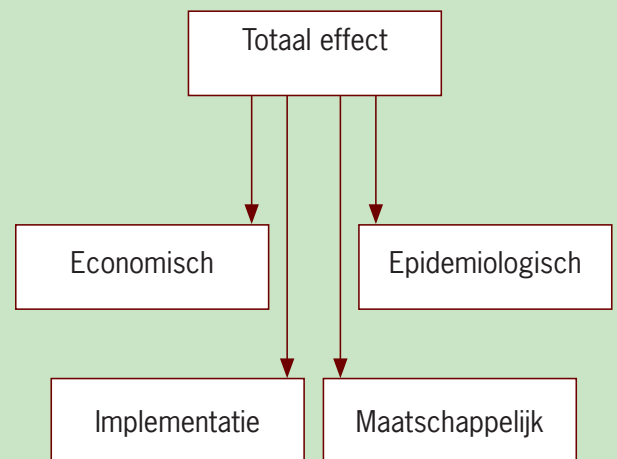 Totaal effect
Economisch
Epidemiologisch
Implementatie
Maatschappelijk